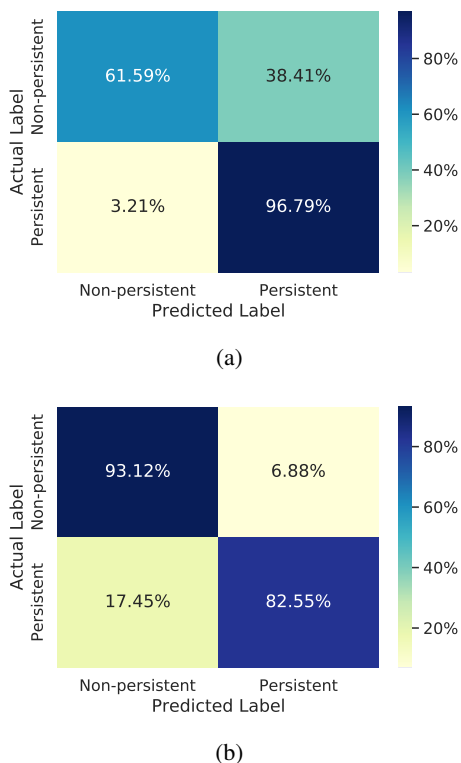 Actual Label
Non-persistent
61.59% 38.41%
Persistent
3.21% 96.79%
80%
60%
40%
20%
Non-persistent Persistent
Predicted Label
(a)
Actual Label
Non-persistent
93.12% 6.88%
Persistent
17.45% 82.55%
80%
60%
40%
20%
Non-persistent Persistent
Predicted Label
(b)